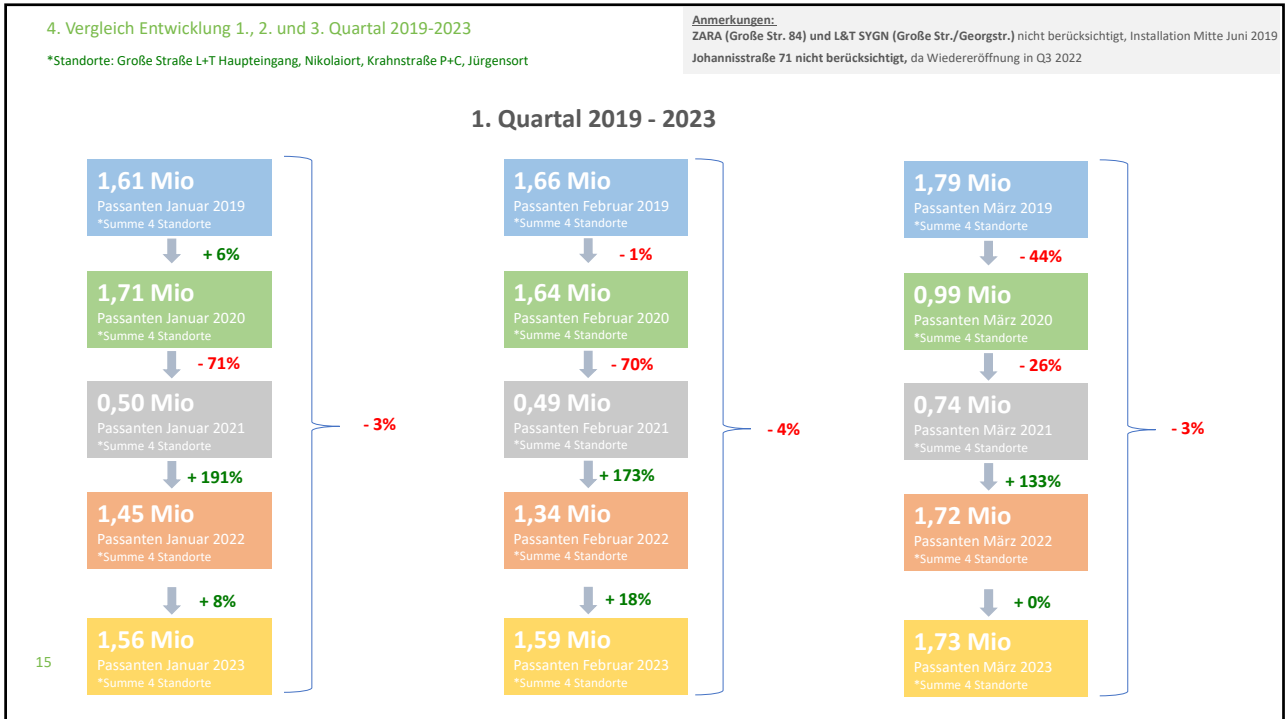 4. Vergleich Entwicklung 1., 2. und 3. Quartal 2019-2023
*Standorte: Große Straße L+T Haupteingang, Nikolaiort, Krahnstraße P+C, Jürgensort
Anmerkungen:
ZARA (Große Str. 84) und L&T SYGN (Große Str./Georgstr.) nicht berücksichtigt, Installation Mitte Juni 2019
Johannisstraße 71 nicht berücksichtigt, da Wiedereröffnung in Q3 2022
1. Quartal 2019 - 2023
1,61 Mio
Passanten Januar 2019
*Summe 4 Standorte
+ 6%
1,71 Mio
Passanten Januar 2020
*Summe 4 Standorte
- 71%
0,50 Mio
Passanten Januar 2021
*Summe 4 Standorte
+ 191%
1,45 Mio
Passanten Januar 2022
*Summe 4 Standorte
+ 8%
1,56 Mio
Passanten Januar 2023
*Summe 4 Standorte
- 3%
1,66 Mio
Passanten Februar 2019
*Summe 4 Standorte
- 1%
1,64 Mio
Passanten Februar 2020
*Summe 4 Standorte
- 70%
0,49 Mio
Passanten Februar 2021
*Summe 4 Standorte
+ 173%
1,34 Mio
Passanten Februar 2022
*Summe 4 Standorte
+ 18%
1,59 Mio
Passanten Februar 2023
*Summe 4 Standorte
- 4%
1,79 Mio
Passanten März 2019
*Summe 4 Standorte
- 44%
0,99 Mio
Passanten März 2020
*Summe 4 Standorte
- 26%
0,74 Mio
Passanten März 2021
*Summe 4 Standorte
+ 133%
1,72 Mio
Passanten März 2022
*Summe 4 Standorte
+ 0%
1,73 Mio
Passanten März 2023
*Summe 4 Standorte
- 3%
15